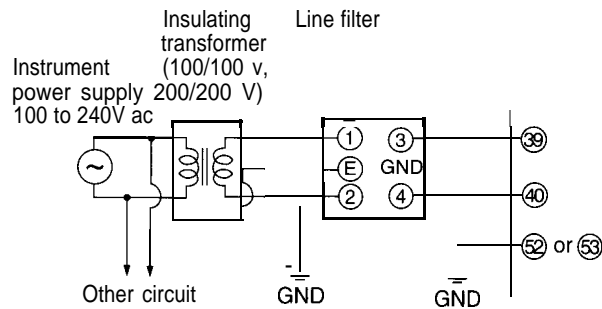 Instrument
power supply
100 to 240V ac
Insulating
transformer
(100/100 v,
200/200 V)
Line filter
~
1
3
E
GND
2
4
39
40
52 or 53
Other circuit
GND
GND